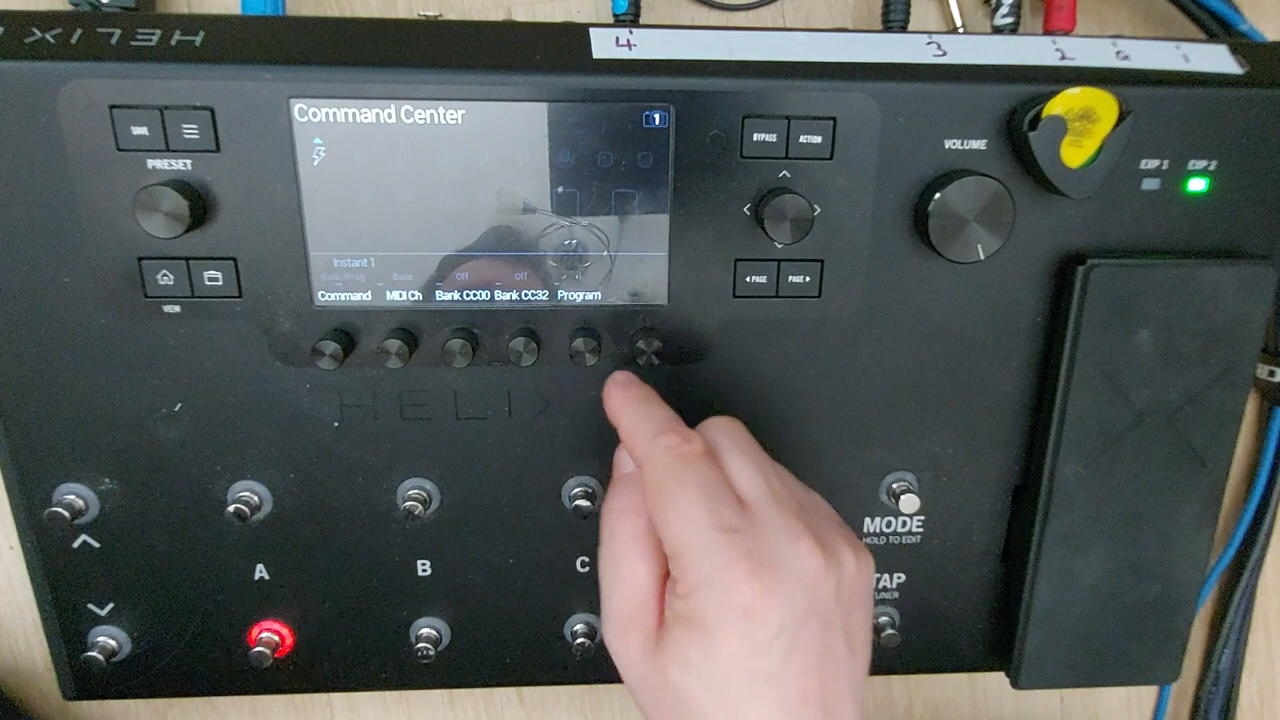 HELIX
4 3 2 6 1
SAVE
PRESET
VIEW
Command Center
1
Instant 1
Bank/Prog Base Off Off
Command MIDI Ch Bank CC00 Bank CC32 Program
BYPASS ACTION
PAGE PAGE
VOLUME
EXP 1 EXP 2
HELIX
MODE
HOLD TO EDIT
A B C
TAP
TUNER